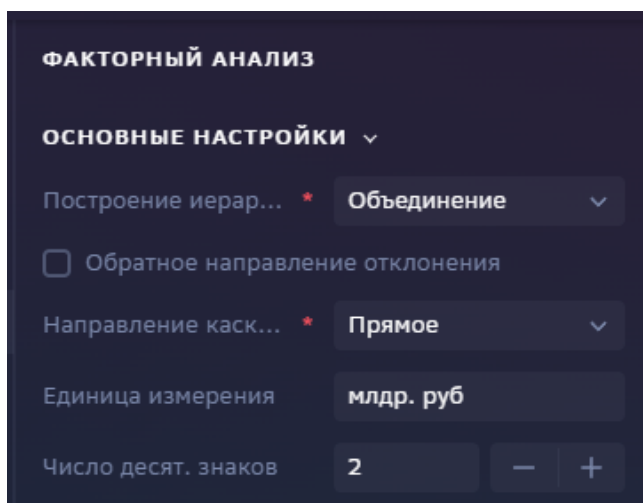 ФАКТОРНЫЙ АНАЛИЗ
ОСНОВНЫЕ НАСТРОЙКИ
Построение иерар... * Объединение
Обратное направление отклонения
Направление каск... * Прямое
Единица измерения млдр. руб
Число десят. знаков 2 − +